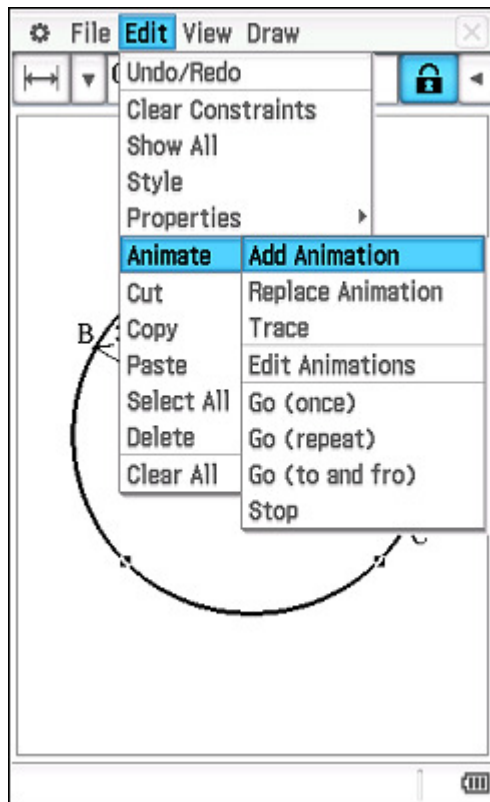 File Edit View Draw
Undo/Redo
Clear Constraints
Show All
Style
Properties
Animate
Cut
Copy
Paste
Select All
Delete
Clear All
Add Animation
Replace Animation
Trace
Edit Animations
Go (once)
Go (repeat)
Go (to and fro)
Stop
B